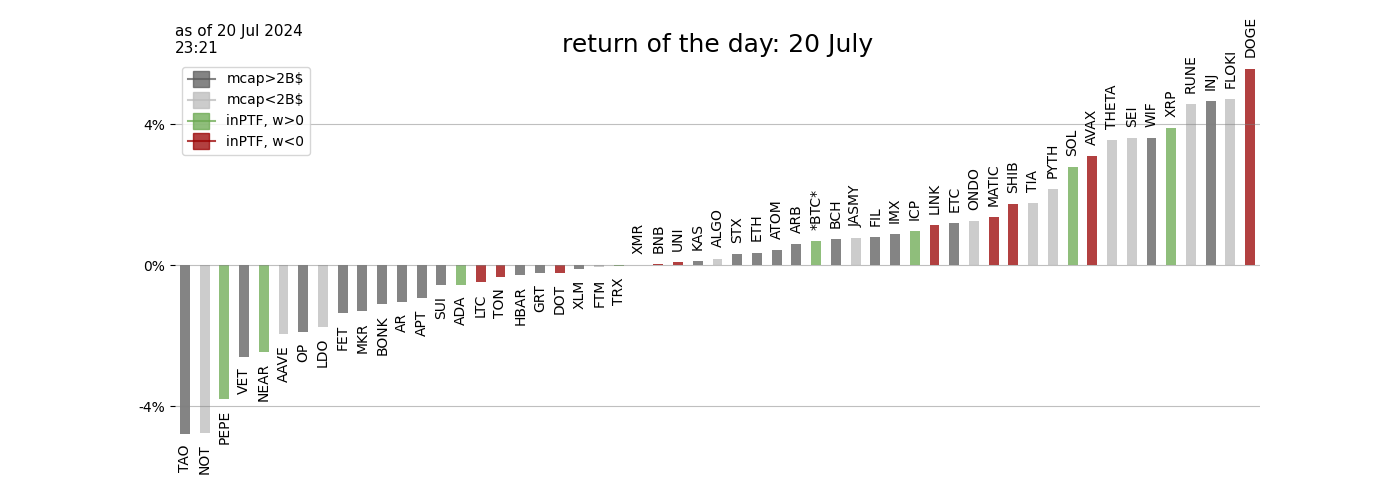 as of 20 Jul 2024
23:21
return of the day: 20 July
mcap>2B$
mcap<2B$
inPTF, w>0
inPTF, w<0
4%
0%
-4%
TAO
NOT
PEPE
VET
NEAR
AAVE
OP
LDO
FET
MKR
BONK
AR
APT
SUI
ADA
LTC
TON
HBAR
GRT
DOT
XLM
FTM
TRX
XMR
BNB
UNI
KAS
ALGO
STX
ETH
ATOM
ARB
*BTC*
BCH
JASMY
FIL
IMX
ICP
LINK
ETC
ONDO
MATIC
SHIB
TIA
PYTH
SOL
AVAX
THETA
SEI
WIF
XRP
RUNE
INJ
FLOKI
DOGE